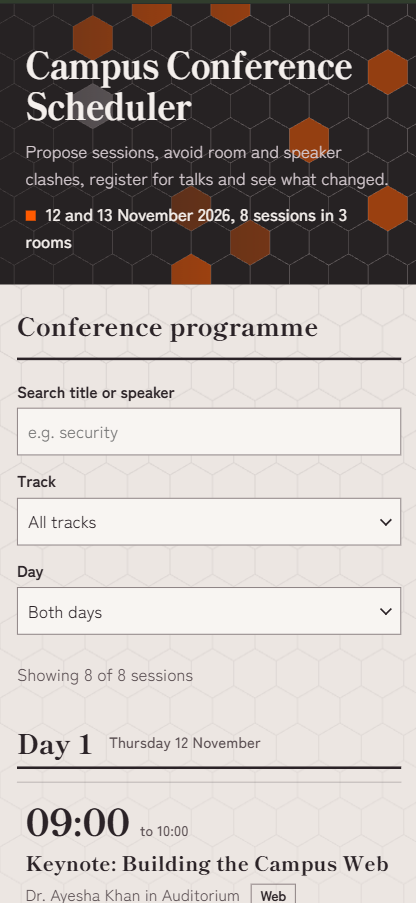 Campus Conference
Scheduler
Propose sessions, avoid room and speaker
clashes, register for talks and see what changed.
12 and 13 November 2026, 8 sessions in 3
rooms
Conference programme
Search title or speaker
e.g. security
Track
All tracks
Day
Both days
Showing 8 of 8 sessions
Day 1 Thursday 12 November
09:00 to 10:00
Keynote: Building the Campus Web
Dr. Ayesha Khan in Auditorium Web